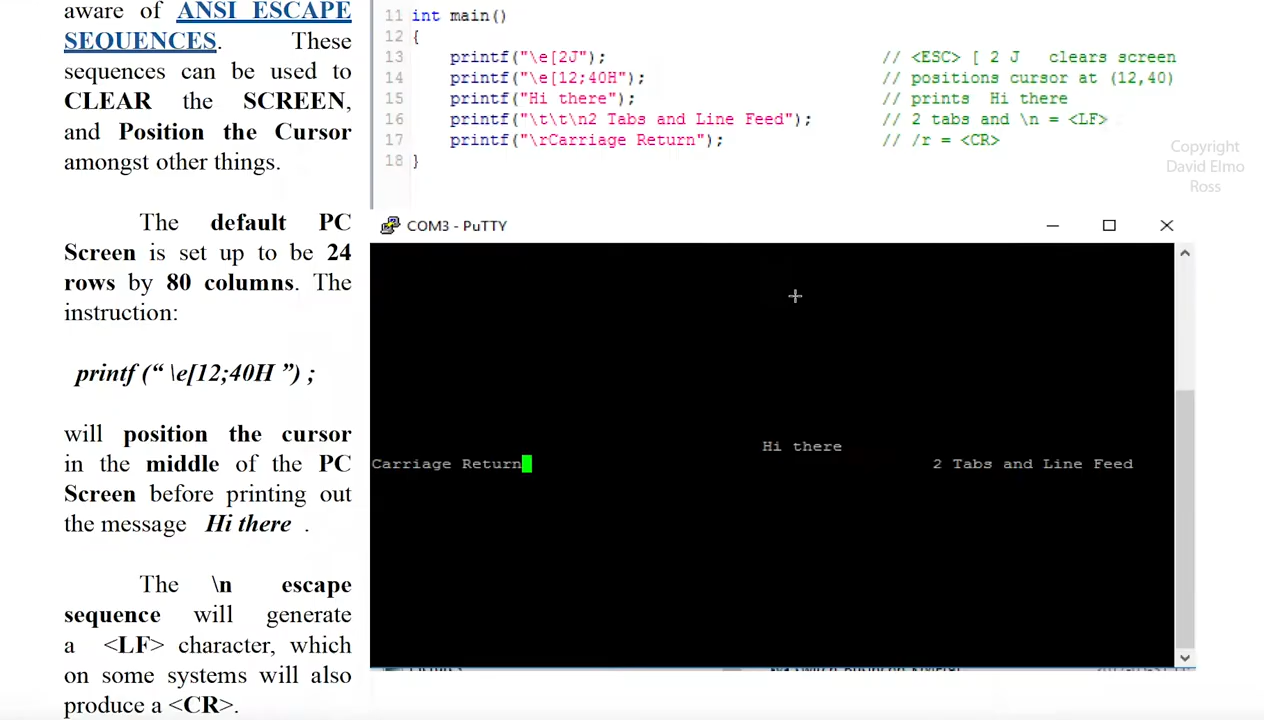 aware of ANSI ESCAPE
SEQUENCES. These
sequences can be used to
CLEAR the SCREEN,
and Position the Cursor
amongst other things.
The default PC
Screen is set up to be 24
rows by 80 columns. The
instruction:
printf (“ \e[12;40H ”) ;
will position the cursor
in the middle of the PC
Screen before printing out
the message Hi there .
The \n escape
sequence will generate
a <LF> character, which
on some systems will also
produce a <CR>.
11 int main()
12 {
13 printf("\e[2J"); // <ESC> [ 2 J clears screen
14 printf("\e[12;40H"); // positions cursor at (12,40)
15 printf("Hi there"); // prints Hi there
16 printf("\t\t\n2 Tabs and Line Feed"); // 2 tabs and \n = <LF>
17 printf("\rCarriage Return"); // /r = <CR>
18 }
Copyright
David Elmo
Ross
COM3 - PuTTY
Hi there
Carriage Return 2 Tabs and Line Feed